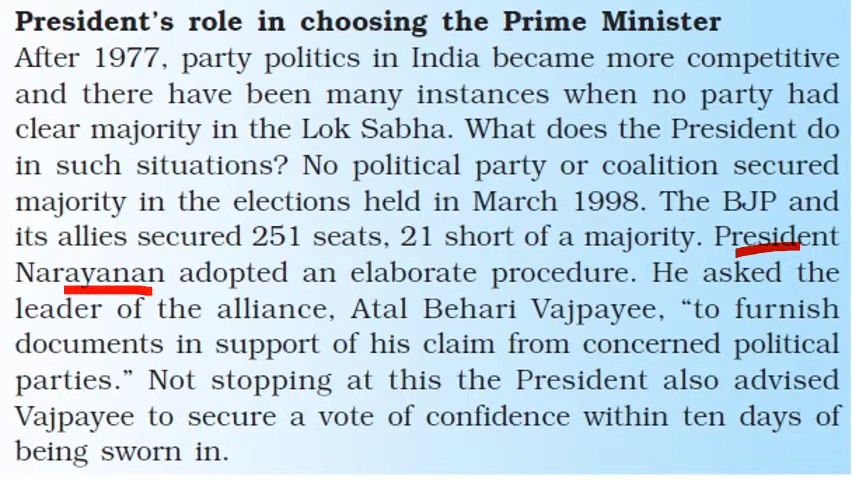 President's role in choosing the Prime Minister
After 1977, party politics in India became more competitive
and there have been many instances when no party had
clear majority in the Lok Sabha. What does the President do
in such situations? No political party or coalition secured
majority in the elections held in March 1998. The BJP and
its allies secured 251 seats, 21 short of a majority. President
Narayanan adopted an elaborate procedure. He asked the
leader of the alliance, Atal Behari Vajpayee, “to furnish
documents in support of his claim from concerned political
parties.” Not stopping at this the President also advised
Vajpayee to secure a vote of confidence within ten days of
being sworn in.